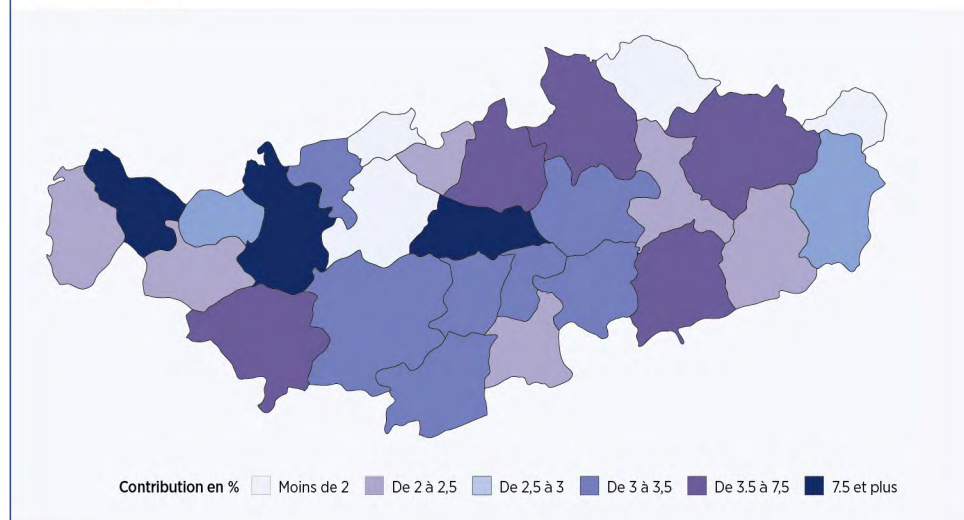 Contribution en % Moins de 2 De 2 à 2,5 De 2,5 à 3 De 3 à 3,5 De 3.5 à 7,5 7.5 et plus